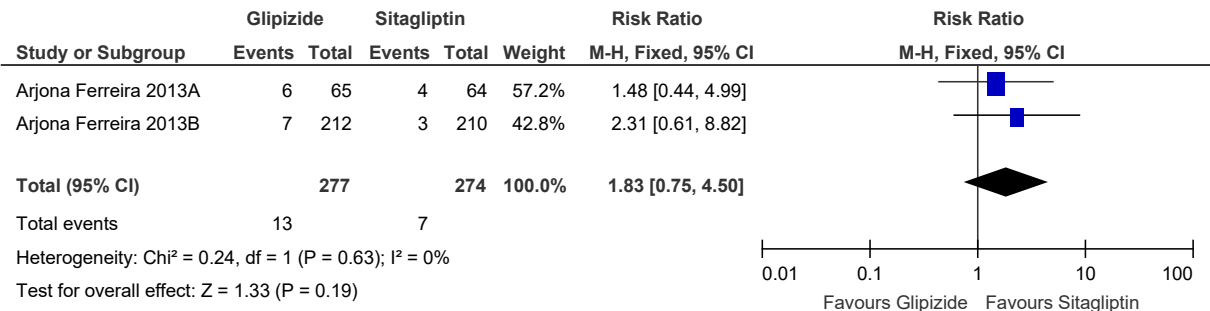 Glipizide Sitagliptin Risk Ratio Risk Ratio
Study or Subgroup Events Total Events Total Weight M-H, Fixed, 95% CI M-H, Fixed, 95% CI
Arjona Ferreira 2013A 6 65 4 64 57.2% 1.48 [0.44, 4.99]
Arjona Ferreira 2013B 7 212 3 210 42.8% 2.31 [0.61, 8.82]
Total (95% CI) 277 274 100.0% 1.83 [0.75, 4.50]
Total events 13 7
Heterogeneity: Chi² = 0.24, df = 1 (P = 0.63); I² = 0%
Test for overall effect: Z = 1.33 (P = 0.19)
0.01 0.1 1 10 100
Favours Glipizide Favours Sitagliptin